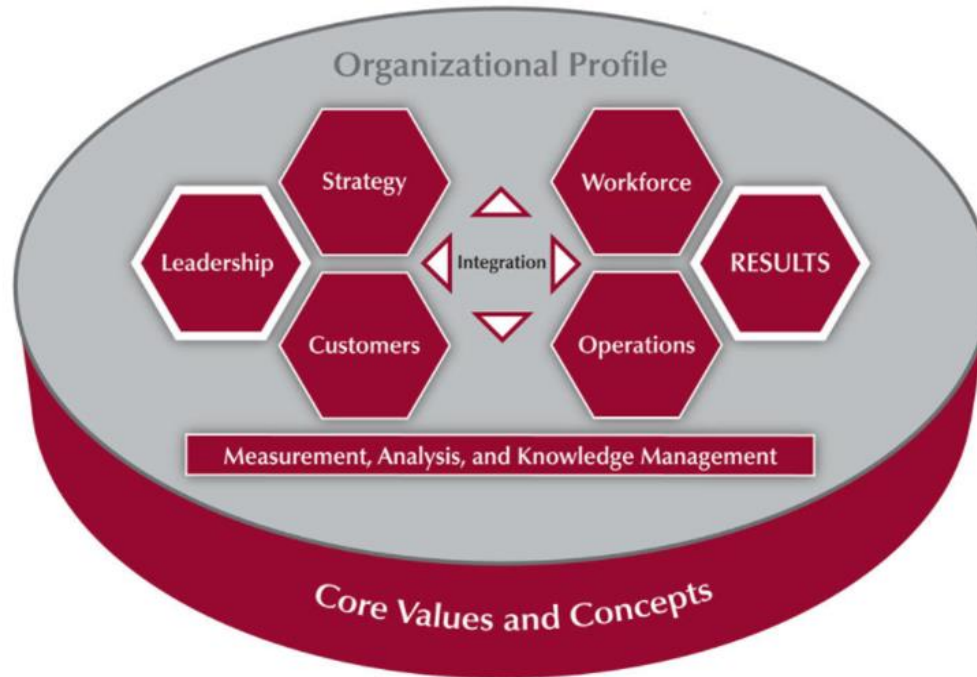 Organizational Profile
Strategy
Workforce
Leadership
Integration
RESULTS
Customers
Operations
Measurement, Analysis, and Knowledge Management
Core Values and Concepts